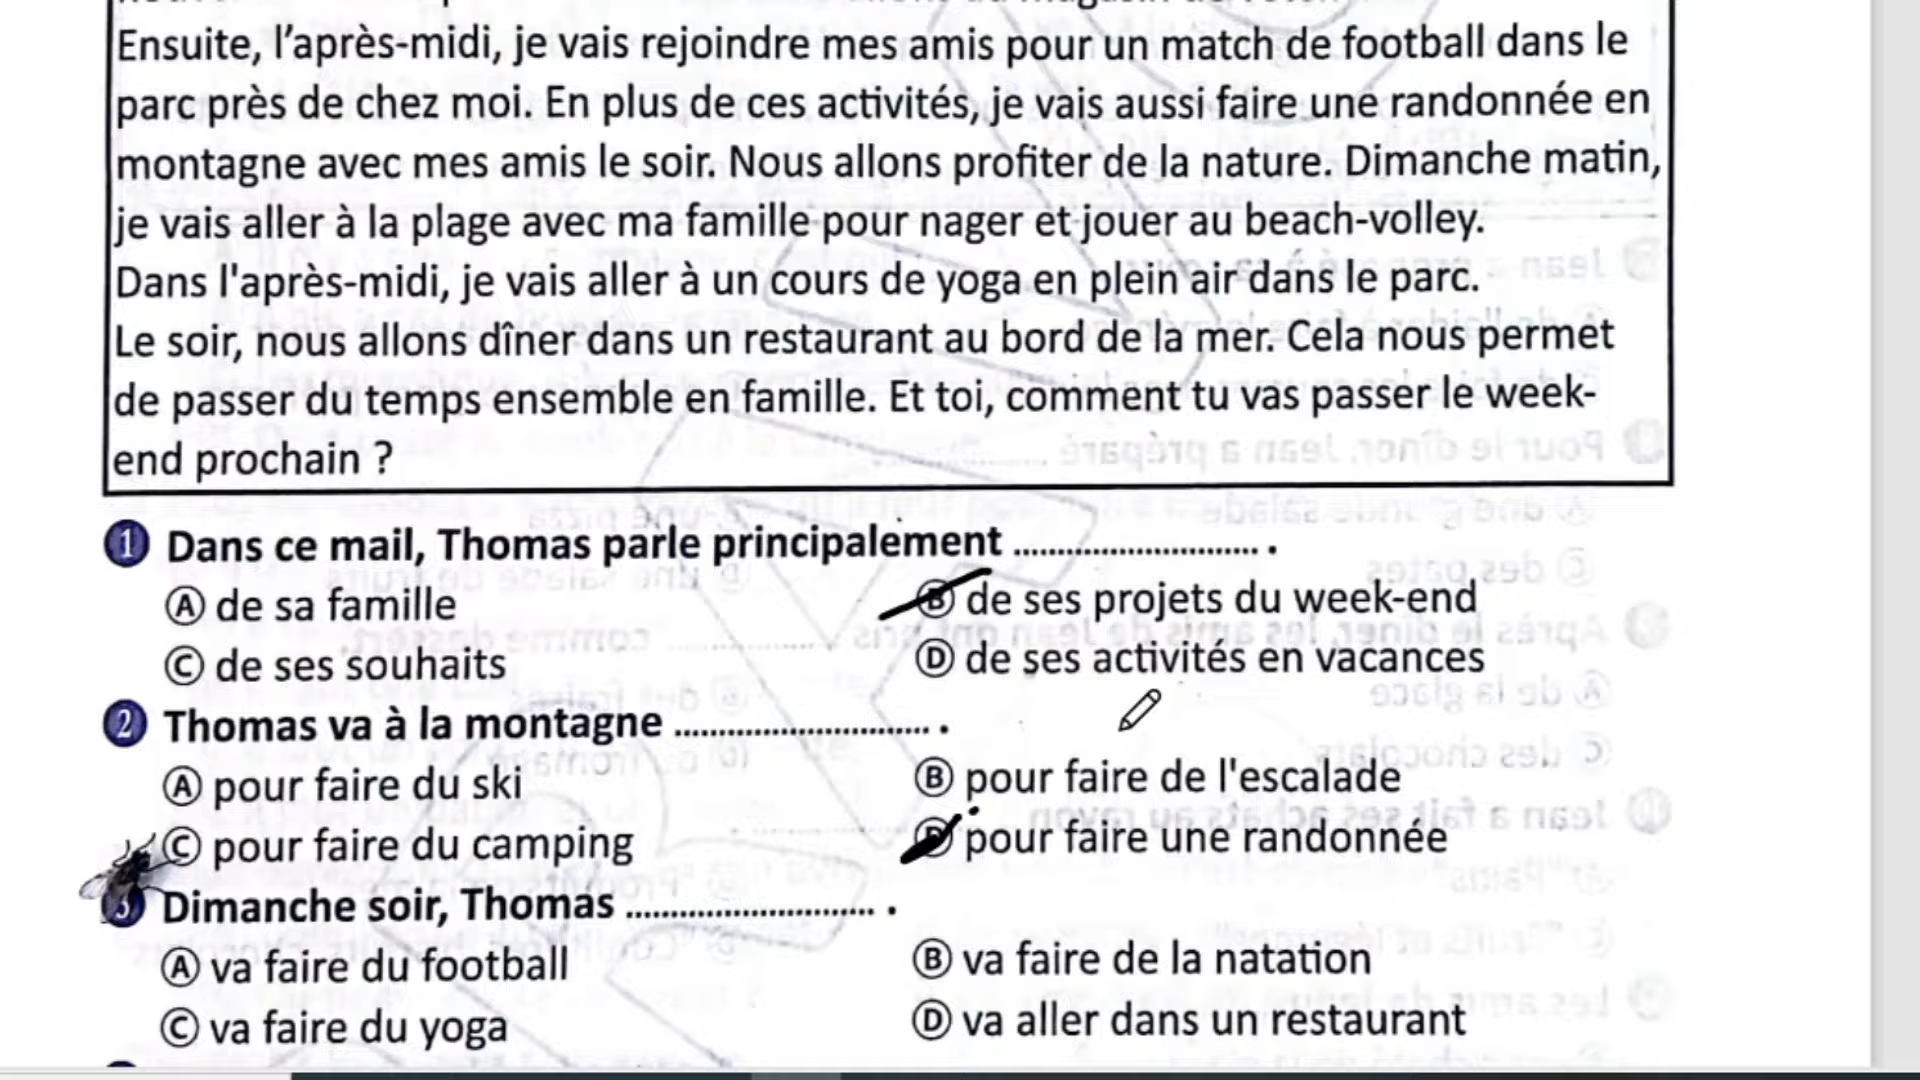 Ensuite, l’après-midi, je vais rejoindre mes amis pour un match de football dans le
parc près de chez moi. En plus de ces activités, je vais aussi faire une randonnée en
montagne avec mes amis le soir. Nous allons profiter de la nature. Dimanche matin,
je vais aller à la plage avec ma famille pour nager et jouer au beach-volley.
Dans l'après-midi, je vais aller à un cours de yoga en plein air dans le parc.
Le soir, nous allons dîner dans un restaurant au bord de la mer. Cela nous permet
de passer du temps ensemble en famille. Et toi, comment tu vas passer le week-
end prochain ?
1 Dans ce mail, Thomas parle principalement .......................... .
A de sa famille
B de ses projets du week-end
C de ses souhaits
D de ses activités en vacances
2 Thomas va à la montagne .......................... .
A pour faire du ski
B pour faire de l'escalade
C pour faire du camping
D pour faire une randonnée
3 Dimanche soir, Thomas .......................... .
A va faire du football
B va faire de la natation
C va faire du yoga
D va aller dans un restaurant